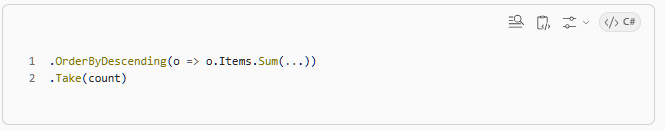 </> C#
1 .OrderByDescending(o => o.Items.Sum(...))
2 .Take(count)